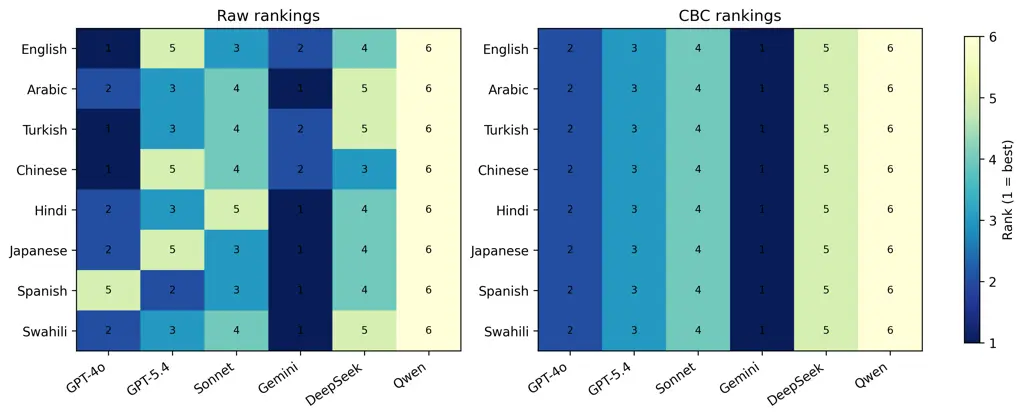 Raw rankings
English 1 5 3 2 4 6
Arabic 2 3 4 1 5 6
Turkish 1 3 4 2 5 6
Chinese 1 5 4 2 3 6
Hindi 2 3 5 1 4 6
Japanese 2 5 3 1 4 6
Spanish 5 2 3 1 4 6
Swahili 2 3 4 1 5 6
GPT-4o GPT-5.4 Sonnet Gemini DeepSeek Qwen
CBC rankings
English 2 3 4 1 5 6
Arabic 2 3 4 1 5 6
Turkish 2 3 4 1 5 6
Chinese 2 3 4 1 5 6
Hindi 2 3 4 1 5 6
Japanese 2 3 4 1 5 6
Spanish 2 3 4 1 5 6
Swahili 2 3 4 1 5 6
GPT-4o GPT-5.4 Sonnet Gemini DeepSeek Qwen
6
5
4
3
2
1
Rank (1 = best)